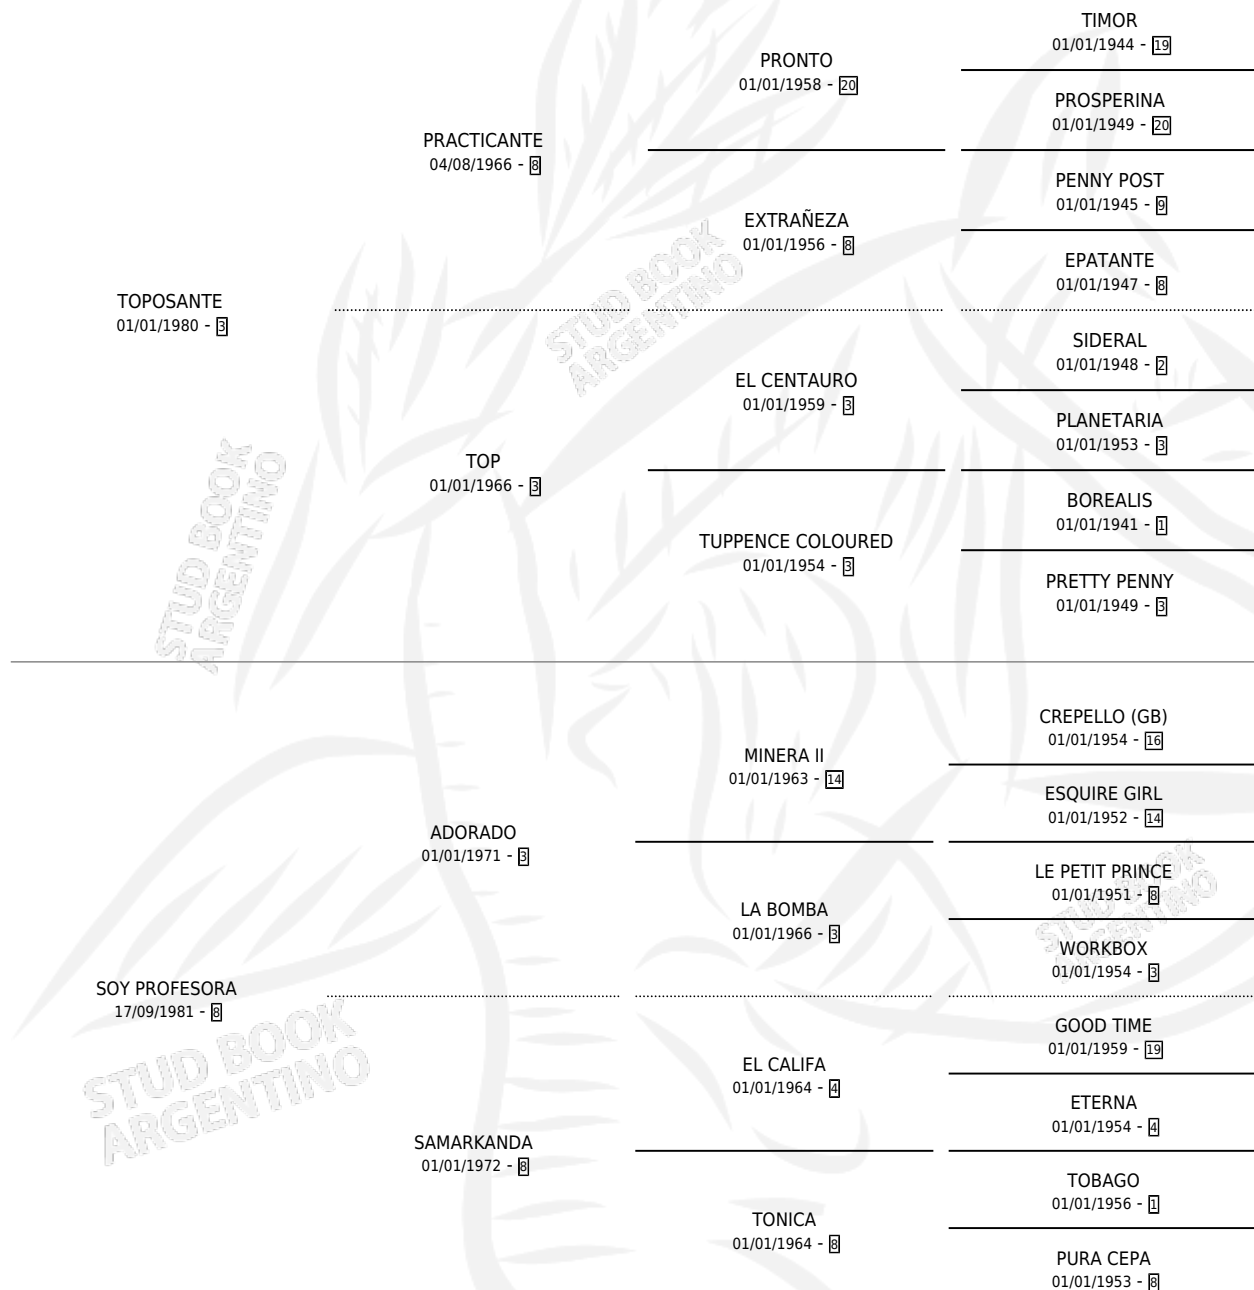 TOPOSANTE
01/01/1980 - 3
PRACTICANTE
04/08/1966 - 8
PRONTO
01/01/1958 - 20
TIMOR
01/01/1944 - 19
PROSPERINA
01/01/1949 - 20
EXTRAÑEZA
01/01/1956 - 8
PENNY POST
01/01/1945 - 9
EPATANTE
01/01/1947 - 8
TOP
01/01/1966 - 3
EL CENTAURO
01/01/1959 - 3
SIDERAL
01/01/1948 - 2
PLANETARIA
01/01/1953 - 3
TUPPENCE COLOURED
01/01/1954 - 3
BOREALIS
01/01/1941 - 1
PRETTY PENNY
01/01/1949 - 3
SOY PROFESORA
17/09/1981 - 8
ADORADO
01/01/1971 - 3
MINERA II
01/01/1963 - 14
CREPELLO (GB)
01/01/1954 - 16
ESQUIRE GIRL
01/01/1952 - 14
LA BOMBA
01/01/1966 - 3
LE PETIT PRINCE
01/01/1951 - 8
WORKBOX
01/01/1954 - 3
SAMARKANDA
01/01/1972 - 8
EL CALIFA
01/01/1964 - 4
GOOD TIME
01/01/1959 - 19
ETERNA
01/01/1954 - 4
TONICA
01/01/1964 - 8
TOBAGO
01/01/1956 - 1
PURA CEPA
01/01/1953 - 8
STUD BOOK
ARGENTINO
STUD BOOK
ARGENTINO
STUD BOOK
ARGENTINO
STUD BOOK
ARGENTINO